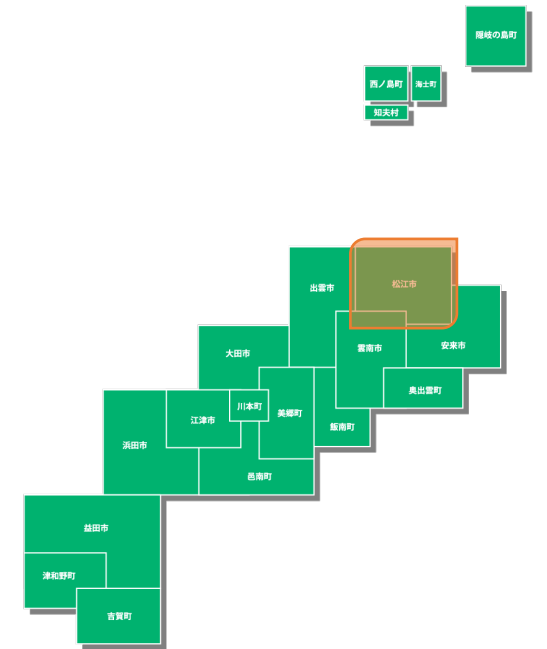 隠岐の島町
西ノ島町
海士町
知夫村
松江市
出雲市
安来市
雲南市
大田市
奥出雲町
川本町
美郷町
江津市
飯南町
浜田市
邑南町
益田市
津和野町
吉賀町